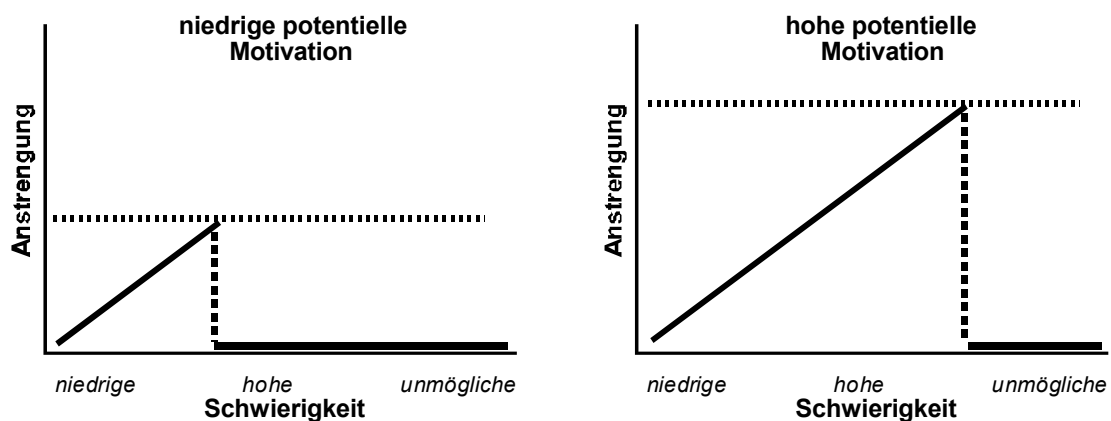 niedrige potentielle
Motivation
Anstrengung
niedrige hohe unmögliche
Schwierigkeit
hohe potentielle
Motivation
Anstrengung
niedrige hohe unmögliche
Schwierigkeit